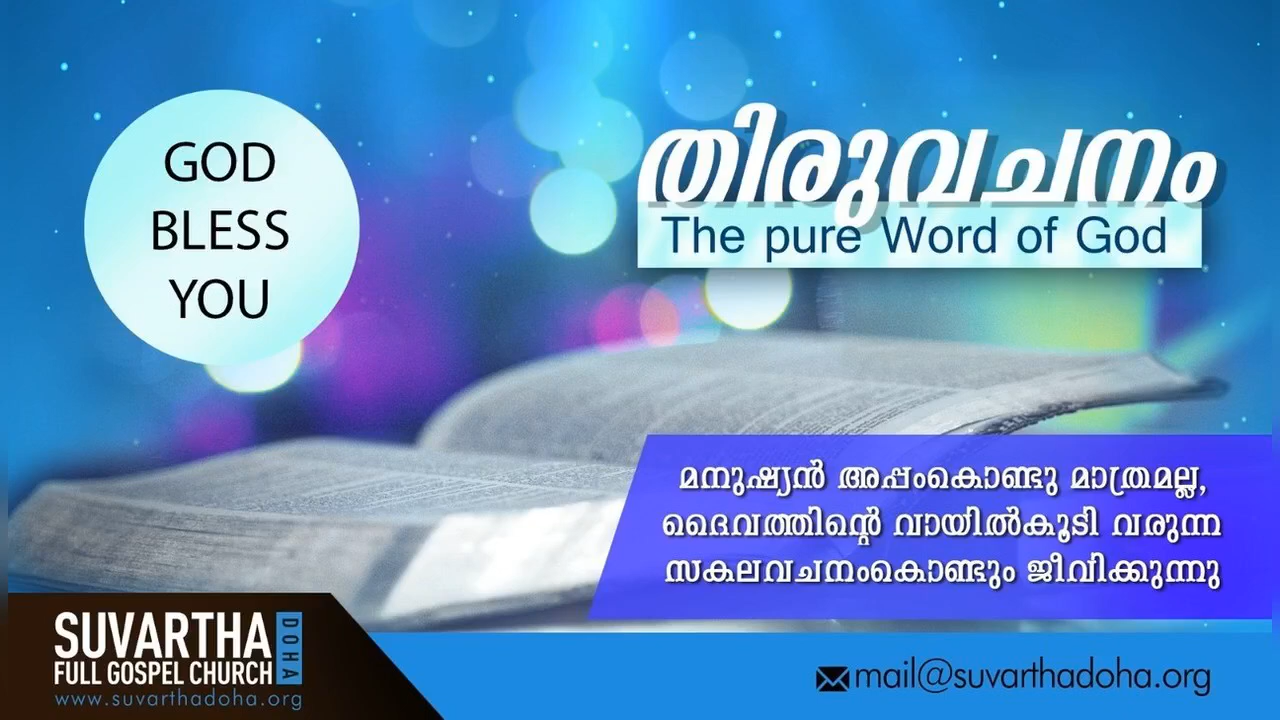 GOD
BLESS
YOU
തിരുവചനം
The pure Word of God
മനുഷ്യൻ അപ്പംകൊണ്ടു മാത്രമല്ല,
ദൈവത്തിന്റെ വായിൽകൂടി വരുന്ന
സകലവചനംകൊണ്ടും ജീവിക്കുന്നു
SUVARTHA DOHA
FULL GOSPEL CHURCH
www.suvarthadoha.org
mail@suvarthadoha.org